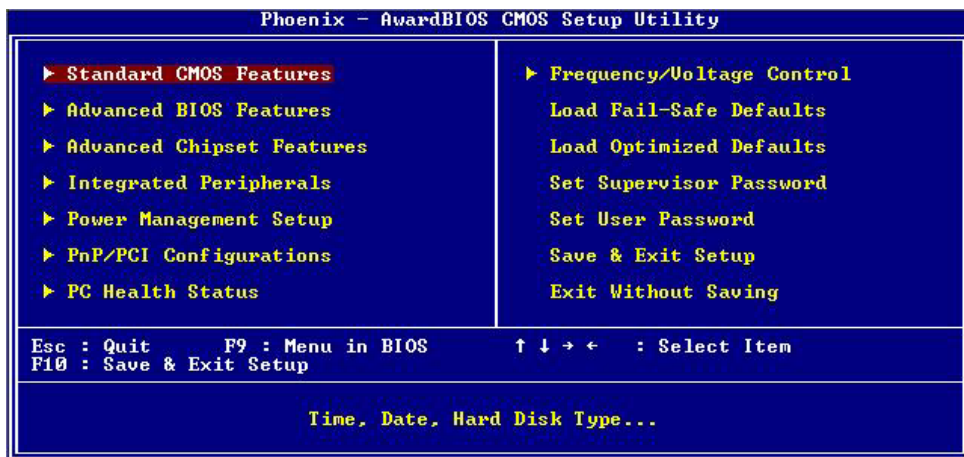 Phoenix - AwardBIOS CMOS Setup Utility
► Standard CMOS Features
► Advanced BIOS Features
► Advanced Chipset Features
► Integrated Peripherals
► Power Management Setup
► PnP/PCI Configurations
► PC Health Status
► Frequency/Voltage Control
Load Fail-Safe Defaults
Load Optimized Defaults
Set Supervisor Password
Set User Password
Save & Exit Setup
Exit Without Saving
Esc : Quit F9 : Menu in BIOS ↑ ↓ → ← : Select Item
F10 : Save & Exit Setup
Time, Date, Hard Disk Type...